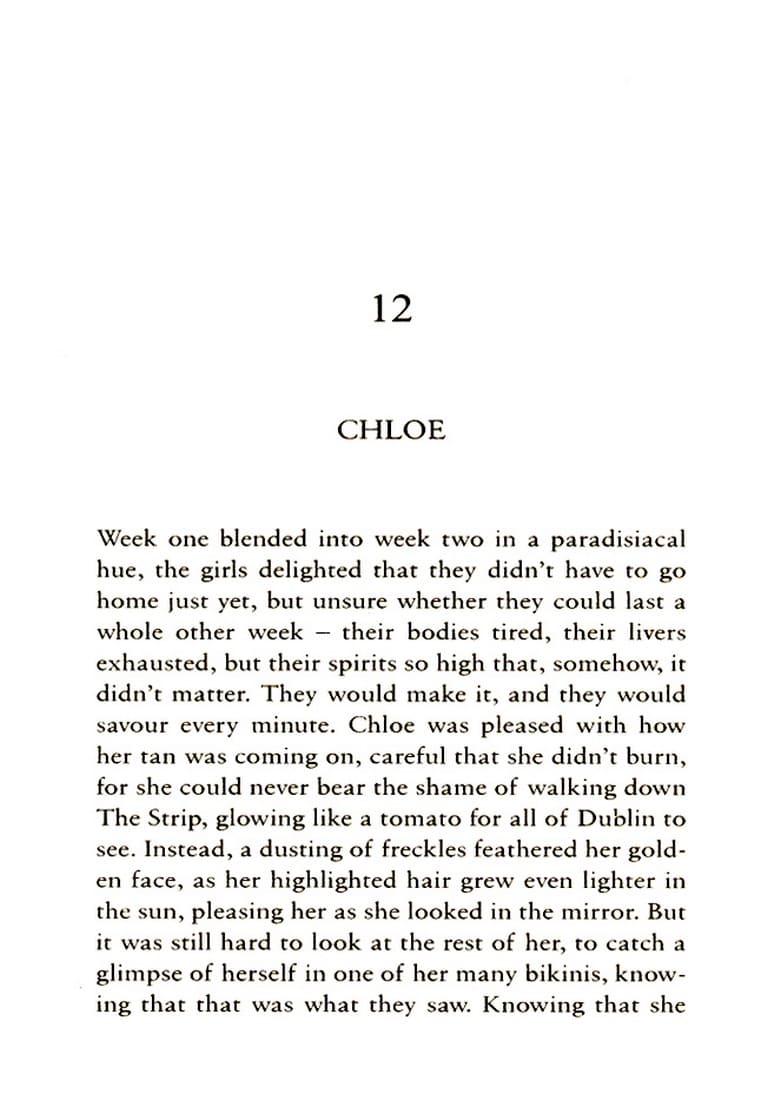 12
CHLOE
Week one blended into week two in a paradisiacal
hue, the girls delighted that they didn't have to go
home just yet, but unsure whether they could last a
whole other week – their bodies tired, their livers
exhausted, but their spirits so high that, somehow, it
didn't matter. They would make it, and they would
savour every minute. Chloe was pleased with how
her tan was coming on, careful that she didn't burn,
for she could never bear the shame of walking down
The Strip, glowing like a tomato for all of Dublin to
see. Instead, a dusting of freckles feathered her gold-
en face, as her highlighted hair grew even lighter in
the sun, pleasing her as she looked in the mirror. But
it was still hard to look at the rest of her, to catch a
glimpse of herself in one of her many bikinis, know-
ing that that was what they saw. Knowing that she